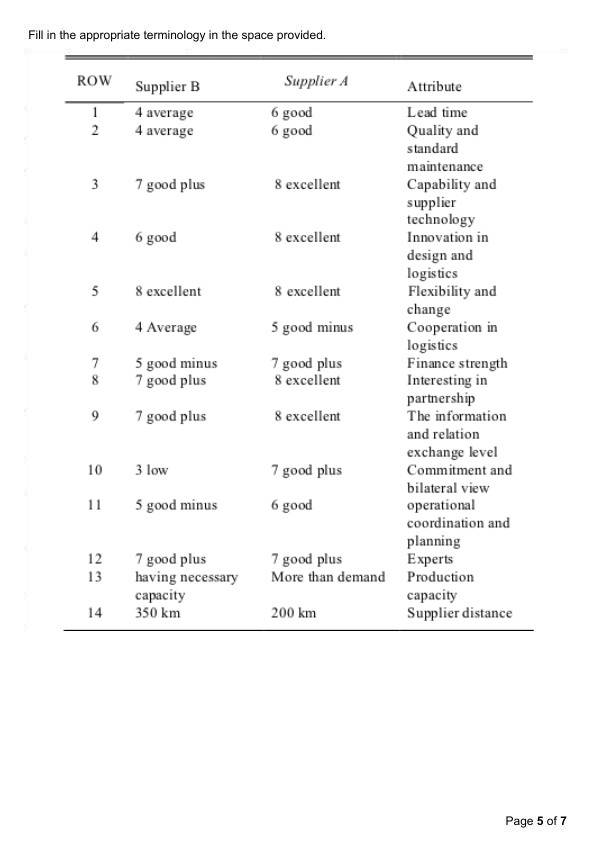 Fill in the appropriate terminology in the space provided.
ROW Supplier B Supplier A Attribute
1 4 average 6 good Lead time
2 4 average 6 good Quality and
standard
maintenance
3 7 good plus 8 excellent Capability and
supplier
technology
4 6 good 8 excellent Innovation in
design and
logistics
5 8 excellent 8 excellent Flexibility and
change
6 4 Average 5 good minus Cooperation in
logistics
7 5 good minus 7 good plus Finance strength
8 7 good plus 8 excellent Interesting in
partnership
9 7 good plus 8 excellent The information
and relation
exchange level
10 3 low 7 good plus Commitment and
bilateral view
11 5 good minus 6 good operational
coordination and
planning
12 7 good plus 7 good plus Experts
13 having necessary More than demand Production
capacity capacity
14 350 km 200 km Supplier distance
Page 5 of 7